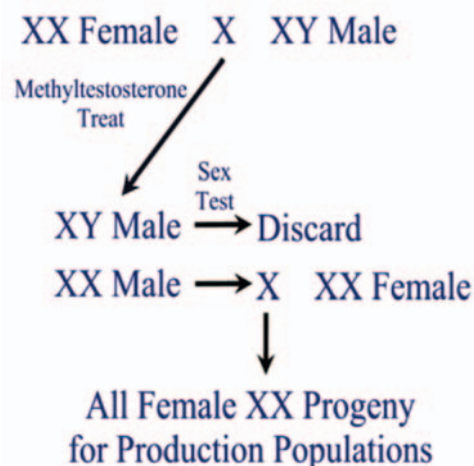 XX Female X XY Male
Methyltestosterone
Treat
Sex
Test
XY Male Discard
XX Male X XX Female
All Female XX Progeny
for Production Populations